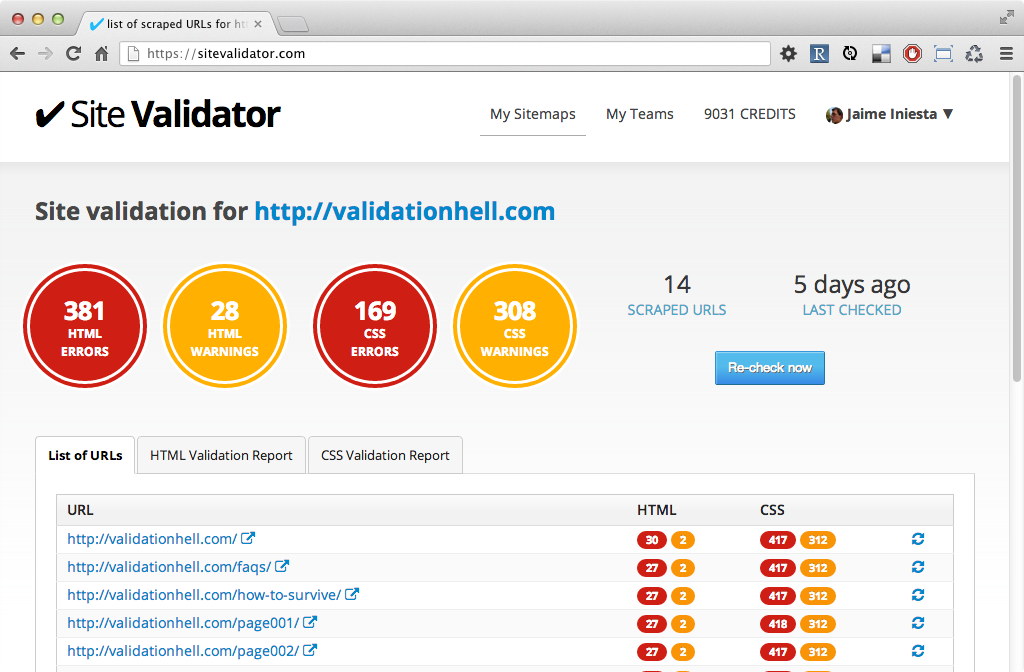 list of scraped URLs for ht
https://sitevalidator.com
R
✔ Site Validator
My Sitemaps My Teams 9031 CREDITS Jaime Iniesta ▼
Site validation for http://validationhell.com
381 HTML ERRORS
28 HTML WARNINGS
169 CSS ERRORS
308 CSS WARNINGS
14 SCRAPED URLS
5 days ago LAST CHECKED
Re-check now
List of URLs HTML Validation Report CSS Validation Report
URL HTML CSS
http://validationhell.com/ 30 2 417 312
http://validationhell.com/faqs/ 27 2 417 312
http://validationhell.com/how-to-survive/ 27 2 417 312
http://validationhell.com/page001/ 27 2 418 312
http://validationhell.com/page002/ 27 2 417 312